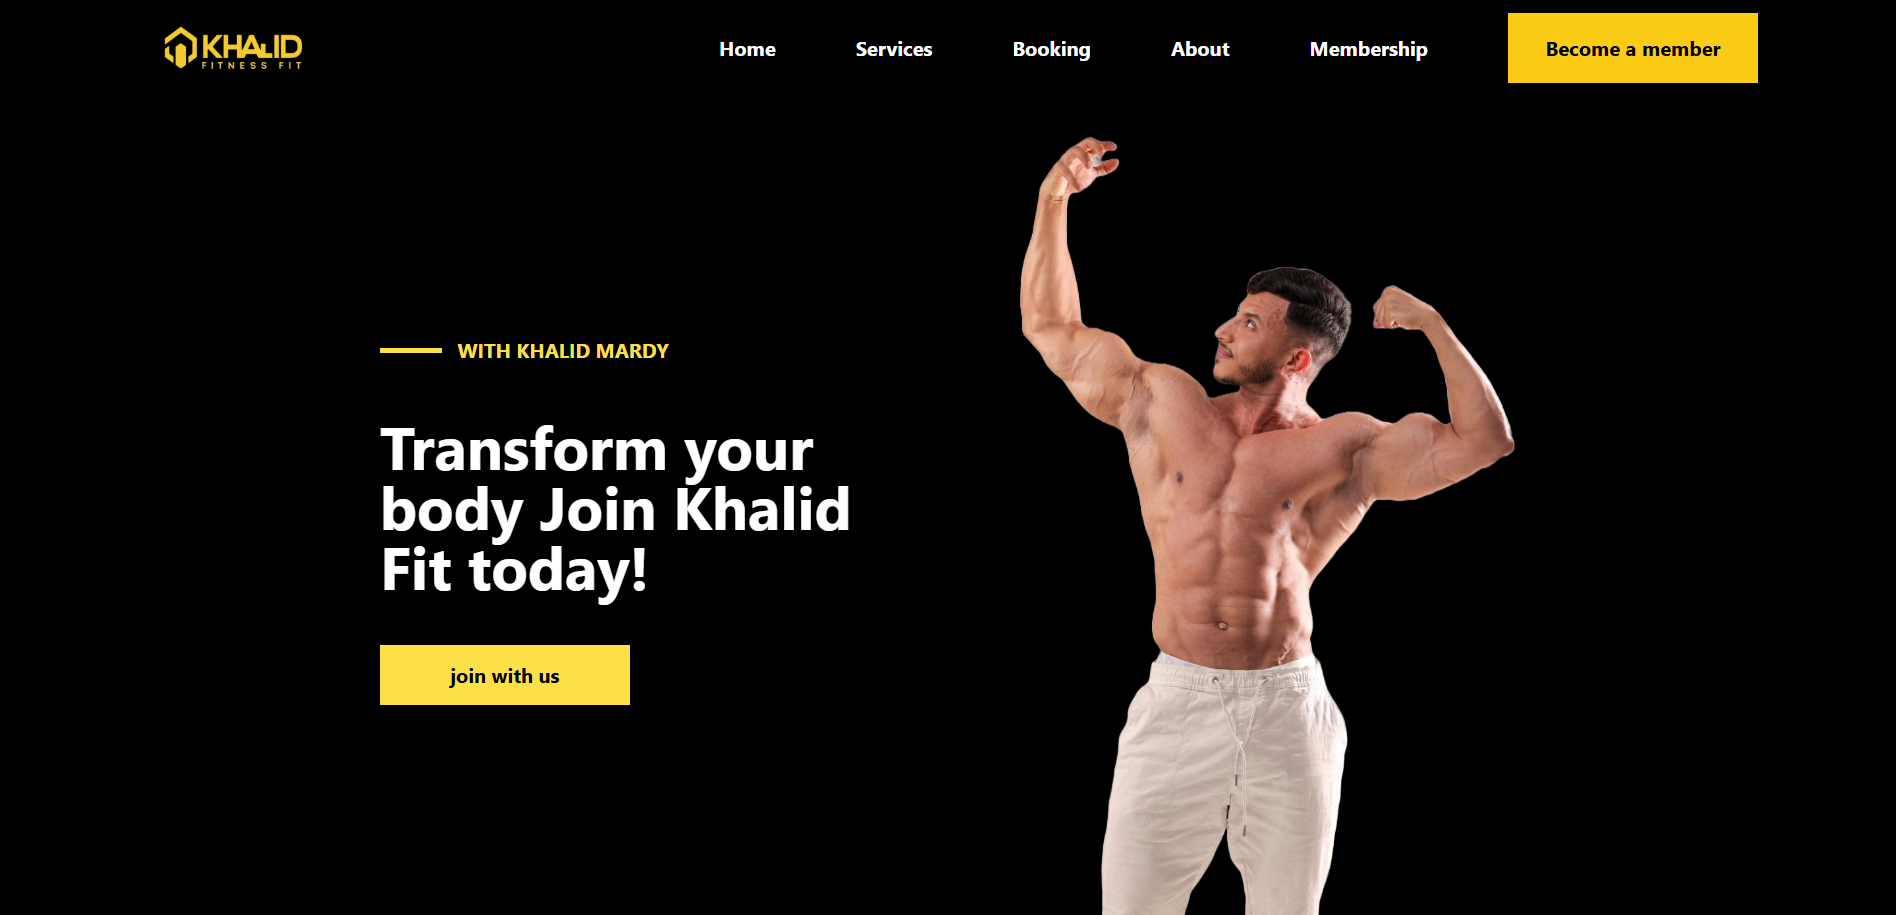 KHALID
FITNESS FIT
Home Services Booking About Membership Become a member
WITH KHALID MARDY
Transform your
body Join Khalid
Fit today!
join with us